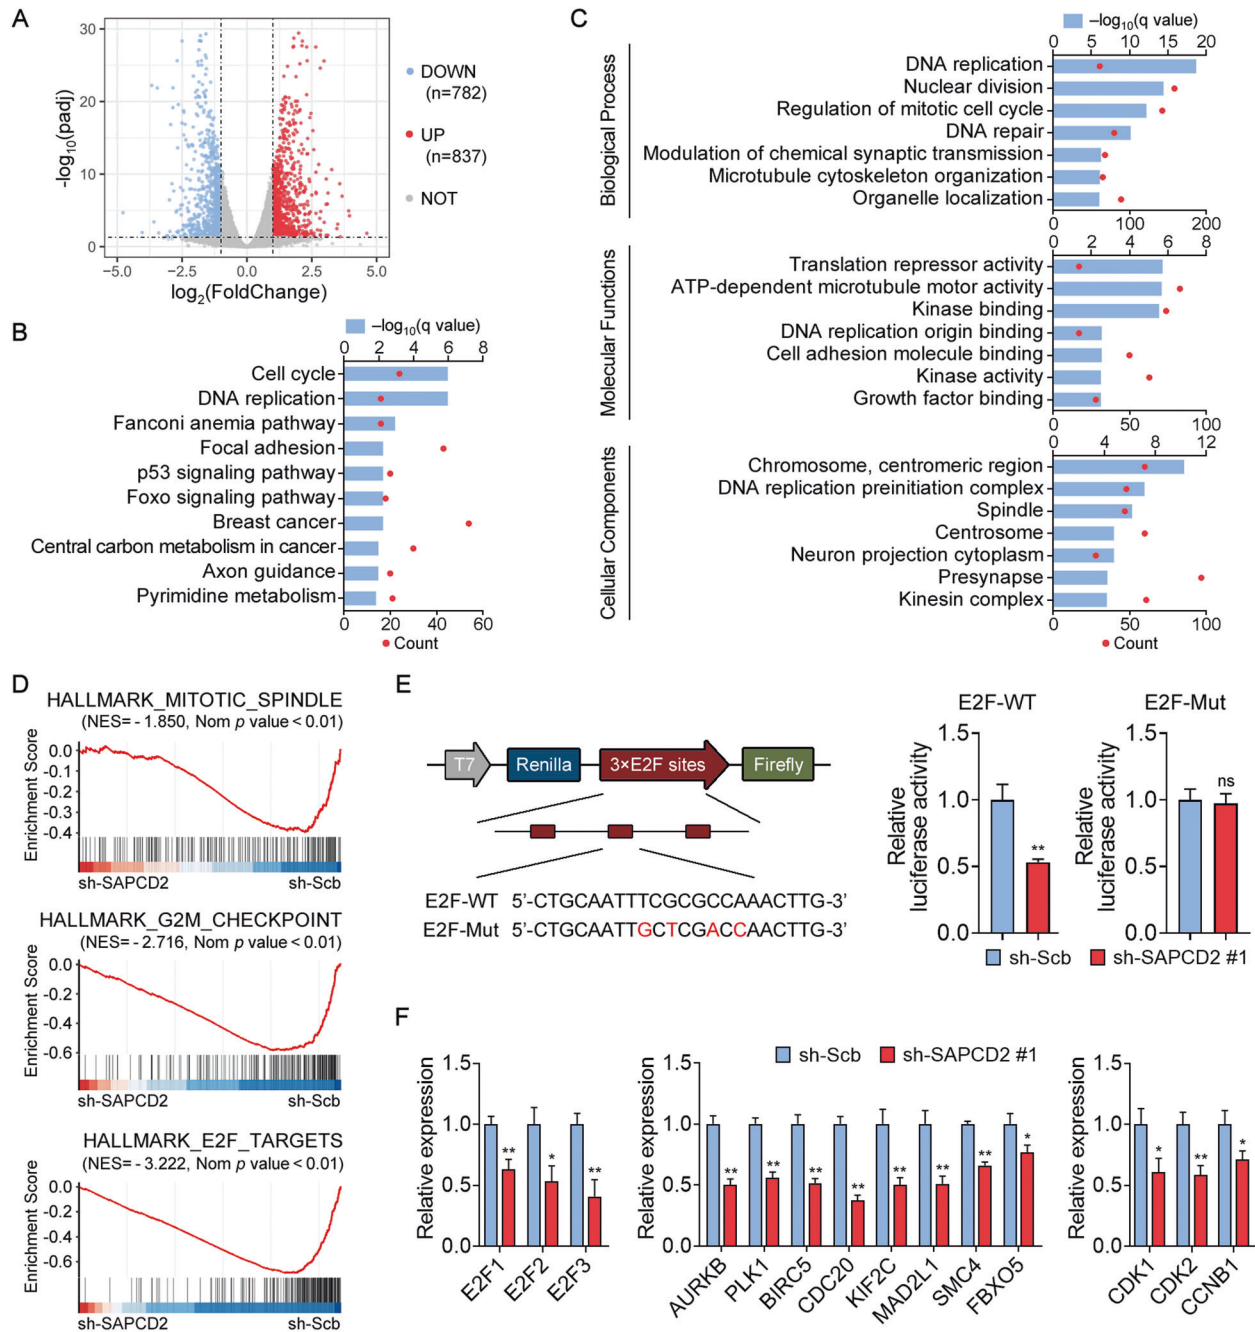 A
30
20
10
0
-log10(padj)
−5.0 −2.5 0.0 2.5 5.0
log2(FoldChange)
DOWN
(n=782)
UP
(n=837)
NOT
B
–log10(q value)
0 2 4 6 8
Cell cycle
DNA replication
Fanconi anemia pathway
Focal adhesion
p53 signaling pathway
Foxo signaling pathway
Breast cancer
Central carbon metabolism in cancer
Axon guidance
Pyrimidine metabolism
0 20 40 60
Count
C
–log10(q value)
0 5 10 15 20
Biological Process
DNA replication
Nuclear division
Regulation of mitotic cell cycle
DNA repair
Modulation of chemical synaptic transmission
Microtubule cytoskeleton organization
Organelle localization
0 100 200
0 2 4 6 8
Molecular Functions
Translation repressor activity
ATP-dependent microtubule motor activity
Kinase binding
DNA replication origin binding
Cell adhesion molecule binding
Kinase activity
Growth factor binding
0 50 100
0 4 8 12
Cellular Components
Chromosome, centromeric region
DNA replication preinitiation complex
Spindle
Centrosome
Neuron projection cytoplasm
Presynapse
Kinesin complex
0 50 100
Count
D
HALLMARK_MITOTIC_SPINDLE
(NES= - 1.850, Nom p value < 0.01)
Enrichment Score
0.0
-0.1
-0.2
-0.3
-0.4
sh-SAPCD2 sh-Scb
HALLMARK_G2M_CHECKPOINT
(NES= - 2.716, Nom p value < 0.01)
Enrichment Score
0.0
-0.2
-0.4
-0.6
sh-SAPCD2 sh-Scb
HALLMARK_E2F_TARGETS
(NES= - 3.222, Nom p value < 0.01)
Enrichment Score
0.0
-0.2
-0.4
-0.6
sh-SAPCD2 sh-Scb
E
T7 Renilla 3×E2F sites Firefly
E2F-WT 5'-CTGCAATTTCGCGCCAAACTTG-3'
E2F-Mut 5'-CTGCAATTGCTCGACCAACTTG-3'
E2F-WT
Relative
luciferase activity
1.5
1.0
0.5
0.0
**
E2F-Mut
Relative
luciferase activity
1.5
1.0
0.5
0.0
ns
sh-Scb sh-SAPCD2 #1
F
sh-Scb sh-SAPCD2 #1
Relative expression
1.5
1.0
0.5
0.0
** * **
E2F1 E2F2 E2F3
Relative expression
1.5
1.0
0.5
0.0
** ** ** ** ** ** ** *
AURKB PLK1 BIRC5 CDC20 KIF2C MAD2L1 SMC4 FBXO5
Relative expression
1.5
1.0
0.5
0.0
* ** *
CDK1 CDK2 CCNB1